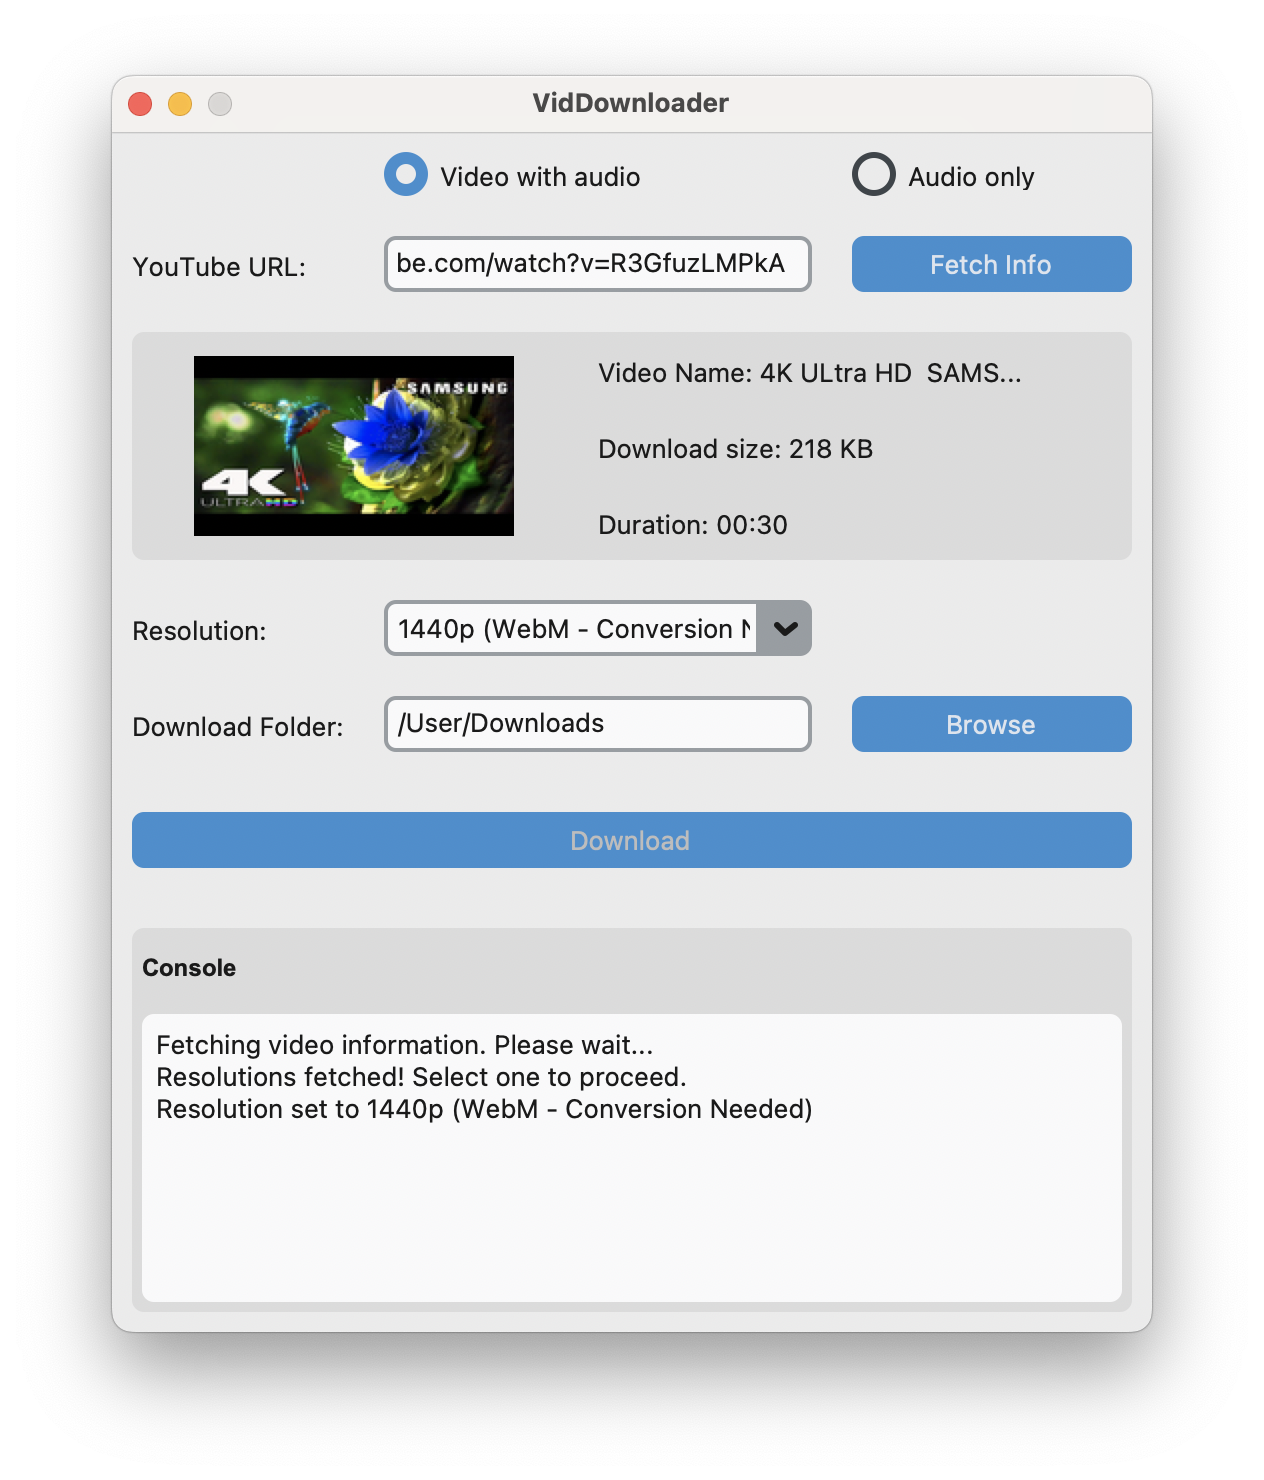 VidDownloader
Video with audio
Audio only
YouTube URL:
be.com/watch?v=R3GfuzLMPkA
Fetch Info
SAMSUNG
4K
ULTRAHD
Video Name: 4K ULtra HD  SAMS...
Download size: 218 KB
Duration: 00:30
Resolution:
1440p (WebM - Conversion
Download Folder:
/User/Downloads
Browse
Download
Console
Fetching video information. Please wait...
Resolutions fetched! Select one to proceed.
Resolution set to 1440p (WebM - Conversion Needed)